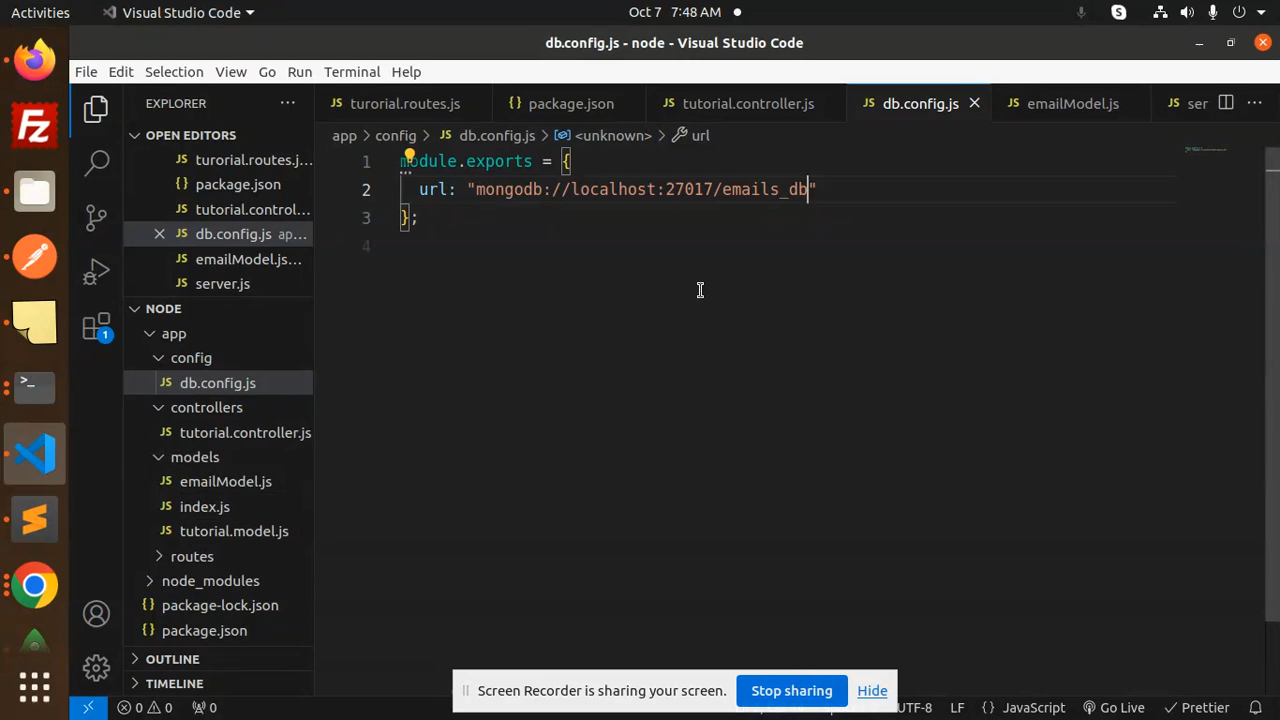 Activities
Visual Studio Code
Oct 7 7:48 AM
db.config.js - node - Visual Studio Code
File Edit Selection View Go Run Terminal Help
EXPLORER
JS turorial.routes.js
{} package.json
JS tutorial.controller.js
JS db.config.js
JS emailModel.js
JS ser
OPEN EDITORS
app > config > JS db.config.js > <unknown> > url
JS turorial.routes.j...
{} package.json
JS tutorial.control...
JS db.config.js ap...
JS emailModel.js...
JS server.js
1 module.exports = {
2 url: "mongodb://localhost:27017/emails_db"
3 };
4
NODE
app
config
JS db.config.js
controllers
JS tutorial.controller.js
models
JS emailModel.js
JS index.js
JS tutorial.model.js
routes
node_modules
{} package-lock.json
{} package.json
OUTLINE
TIMELINE
1
Fz
Screen Recorder is sharing your screen.
Stop sharing
Hide
0 0 0
UTF-8 LF {} JavaScript Go Live Prettier